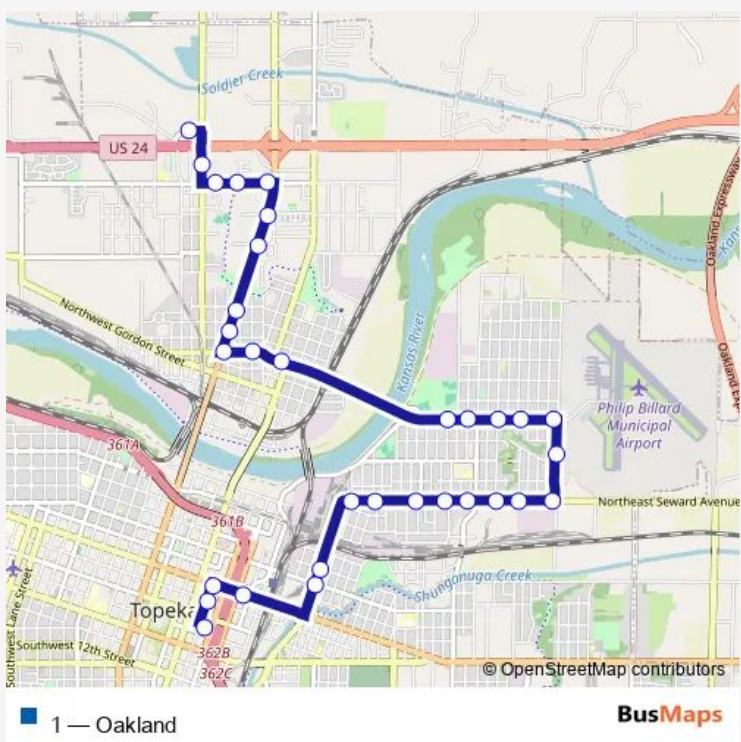 Soldier Creek
US 24
Oakland Expressway
Kansas River
Northwest Gordon Street
Philip Billard
Municipal
Airport
361A
Northeast Seward Avenue
361B
Shunganunga Creek
Topeka
Southwest Lane Street
Southwest 12th Street
362B
362C
© OpenStreetMap contributors
1 — Oakland
BusMaps